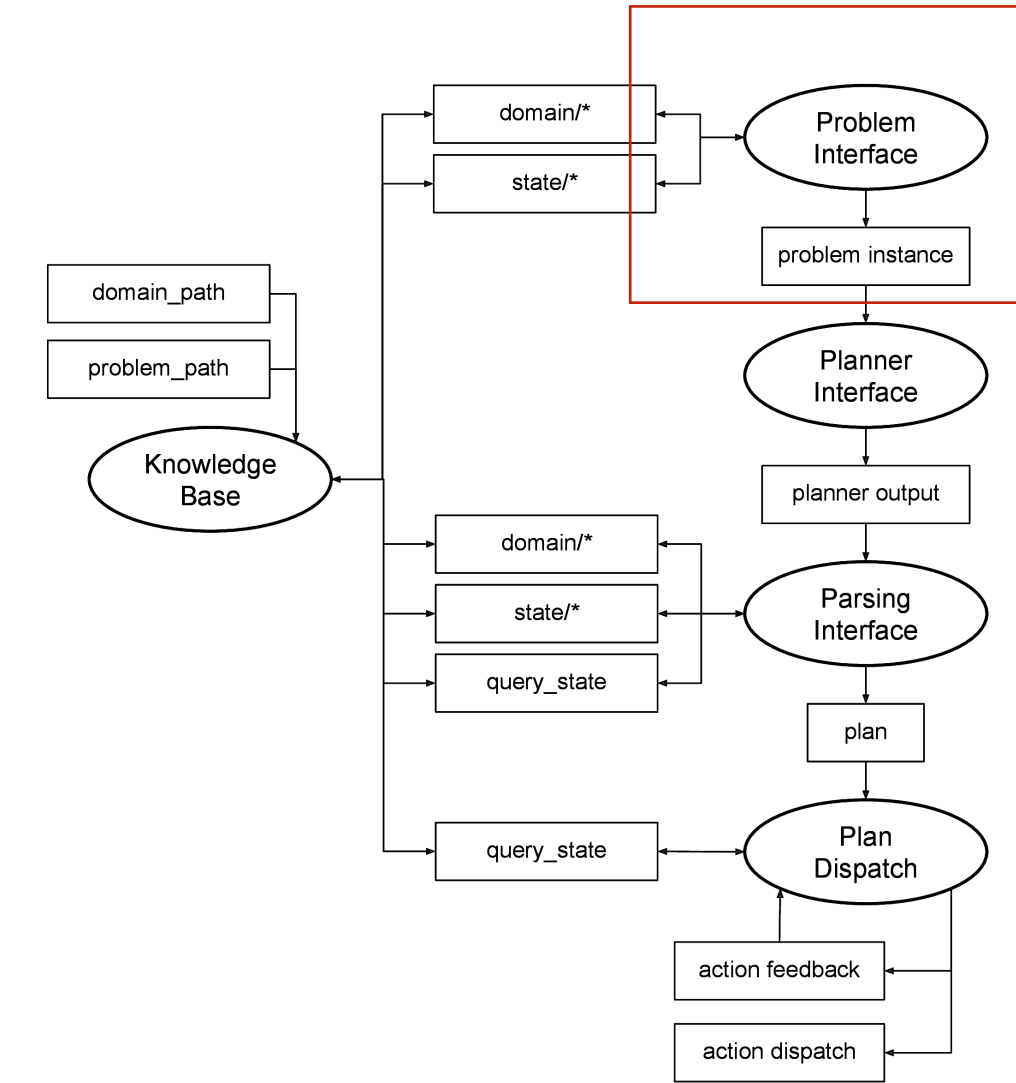 domain/*
state/*
Problem
Interface
problem instance
domain_path
problem_path
Knowledge
Base
Planner
Interface
planner output
domain/*
state/*
query_state
Parsing
Interface
plan
query_state
Plan
Dispatch
action feedback
action dispatch